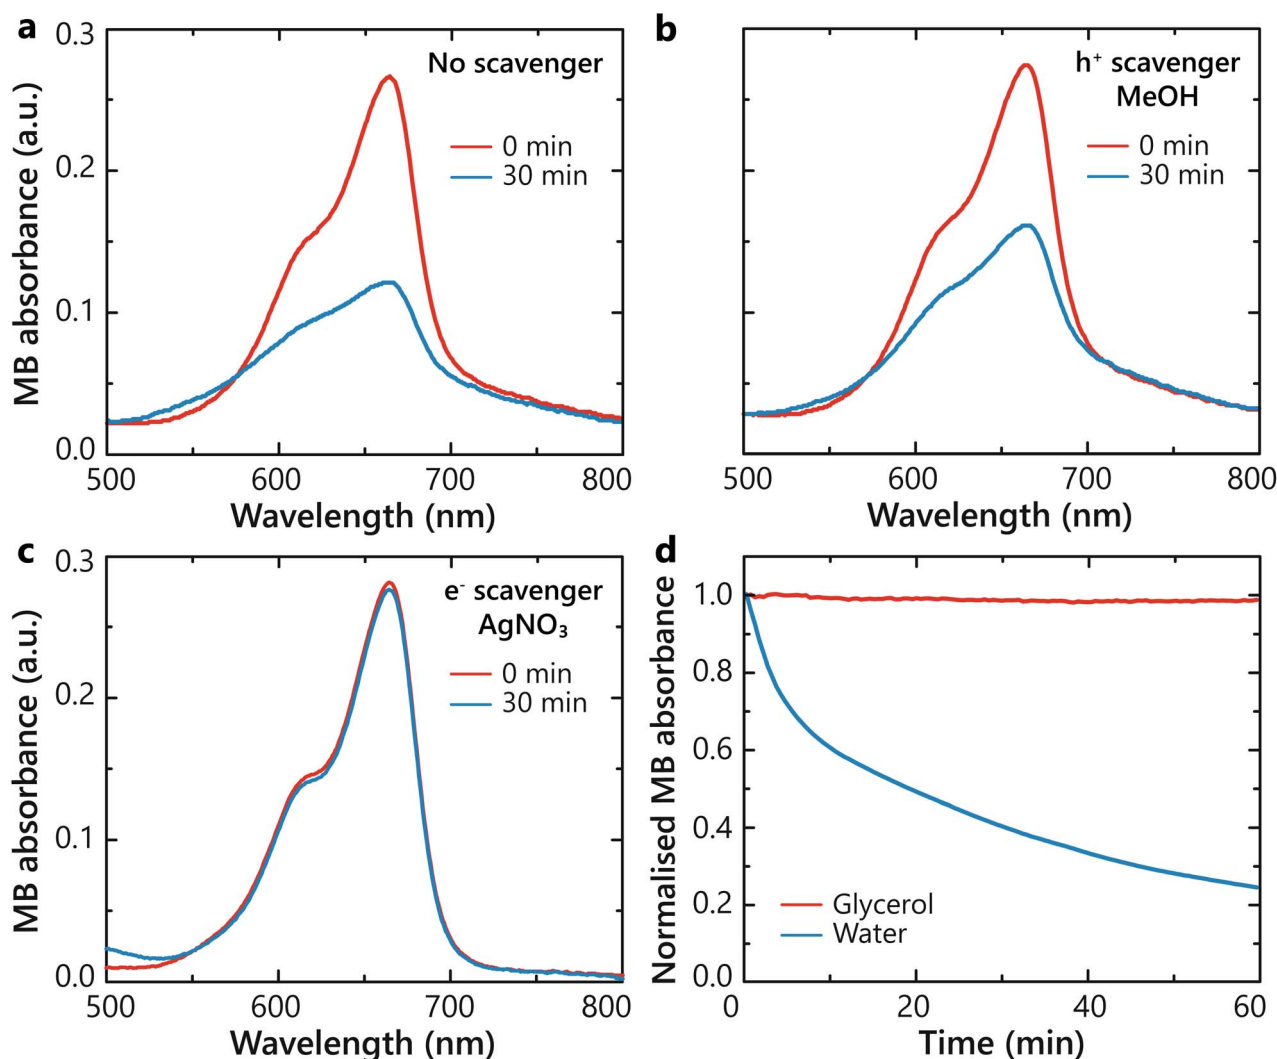 a
No scavenger
0 min
30 min
MB absorbance (a.u.)
0.3
0.2
0.1
0.0
500
600
700
800
Wavelength (nm)
b
h⁺ scavenger
MeOH
0 min
30 min
500
600
700
800
Wavelength (nm)
c
e⁻ scavenger
AgNO₃
0 min
30 min
MB absorbance (a.u.)
0.3
0.2
0.1
0.0
500
600
700
800
Wavelength (nm)
d
Normalised MB absorbance
1.0
0.8
0.6
0.4
0.2
0.0
Glycerol
Water
0
20
40
60
Time (min)